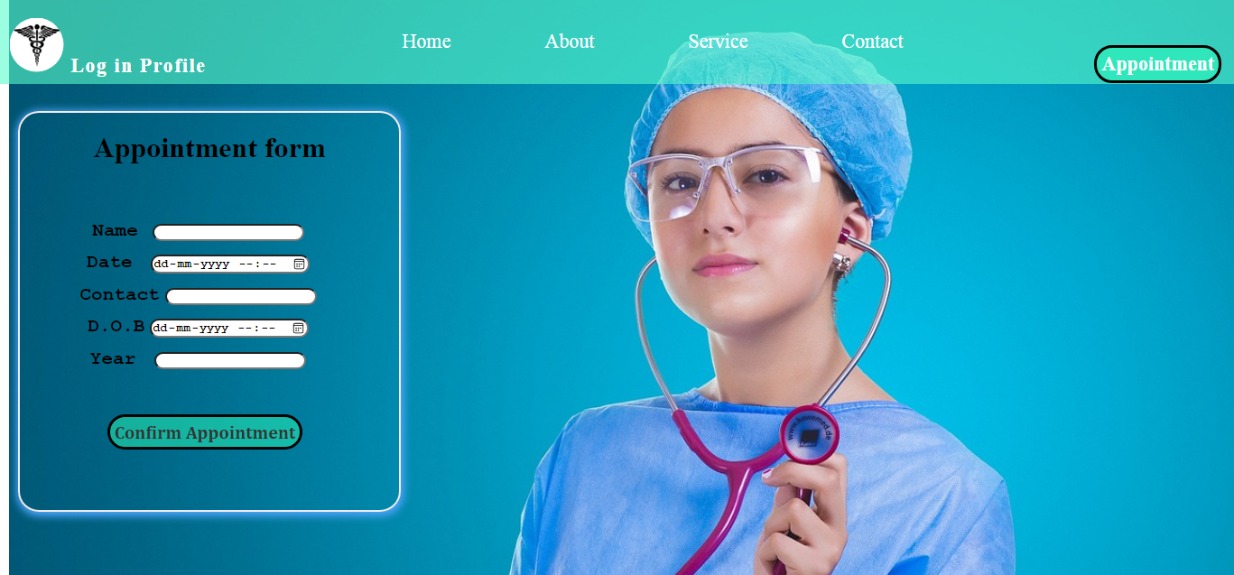 Home About Service Contact
Log in Profile
Appointment
Appointment form
Name
Date dd-mm-yyyy --:--
Contact
D.O.B dd-mm-yyyy --:--
Year
Confirm Appointment